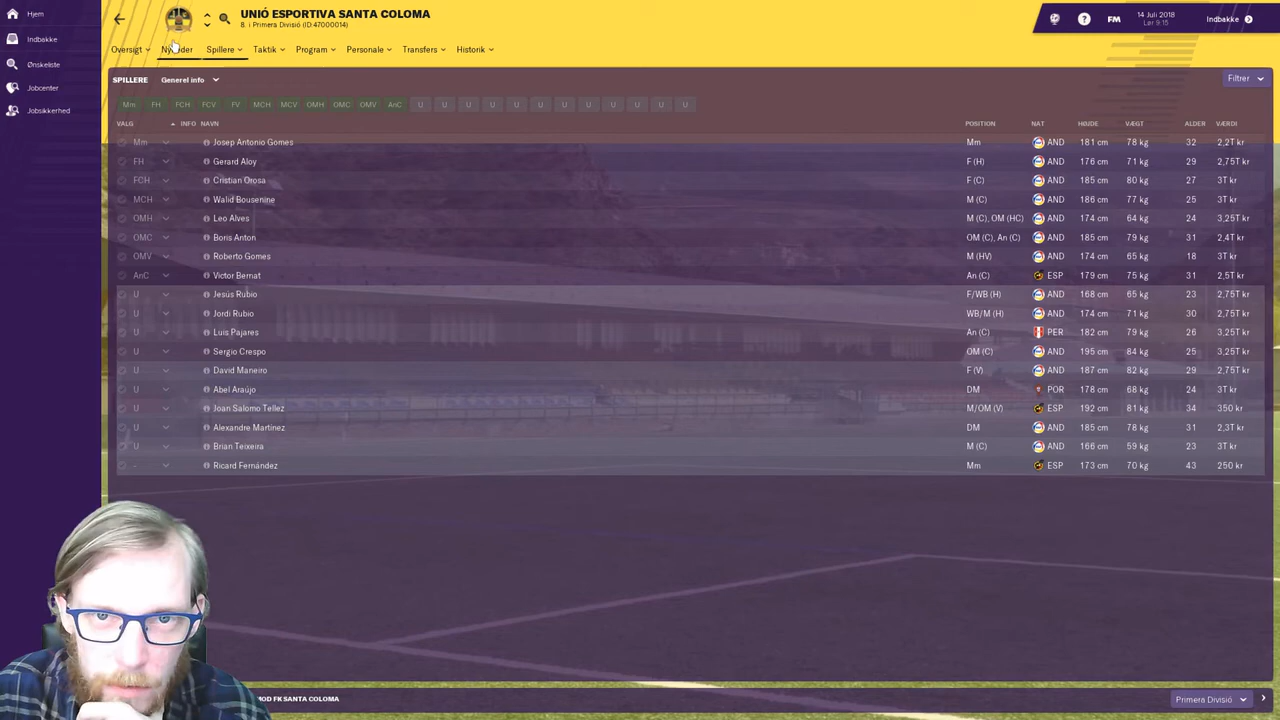 Hjem
Indbakke
Ønskeliste
Jobcenter
Jobsikkerhed
UNIÓ ESPORTIVA SANTA COLOMA
8. i Primera Divisió (ID 47000014)
FM
14 Juli 2018
Lør 9:15
Indbakke
Oversigt
Spillere
Taktik
Program
Personale
Transfers
Historik
SPILLERE Generel info
Filtrer
Mm FH FCH FCV FV MCH MCV OMH OMC OMV AnC U U U U U U U U U U U U
VALG INFO NAVN POSITION NAT HØJDE VÆGT ALDER VÆRDI
Mm Josep Antonio Gomes Mm AND 181 cm 78 kg 32 2,2T kr
FH Gerard Aloy F (H) AND 176 cm 71 kg 29 2,75T kr
FCH Cristian Orosa F (C) AND 185 cm 80 kg 27 3T kr
MCH Walid Bousenine M (C) AND 186 cm 77 kg 25 3T kr
OMH Leo Alves M (C), OM (HC) AND 174 cm 64 kg 24 3,25T kr
OMC Boris Anton OM (C), An (C) AND 185 cm 79 kg 31 2,4T kr
OMV Roberto Gomes M (HV) AND 174 cm 65 kg 18 3T kr
AnC Victor Bernat An (C) ESP 179 cm 75 kg 31 2,5T kr
U Jesús Rubio F/WB (H) AND 168 cm 65 kg 23 2,75T kr
U Jordi Rubio WB/M (H) AND 174 cm 71 kg 30 2,75T kr
U Luis Pajares An (C) PER 182 cm 79 kg 26 3,25T kr
U Sergio Crespo OM (C) AND 195 cm 84 kg 25 3,25T kr
U David Maneiro F (V) AND 187 cm 82 kg 29 2,75T kr
U Abel Araújo DM POR 178 cm 68 kg 24 3T kr
U Joan Salomo Tellez M/OM (V) ESP 192 cm 81 kg 34 350 kr
U Alexandre Martínez DM AND 185 cm 78 kg 31 2,3T kr
U Brian Teixeira M (C) AND 166 cm 59 kg 23 3T kr
- Ricard Fernández Mm ESP 173 cm 70 kg 43 250 kr
MOD FK SANTA COLOMA
Primera Divisió